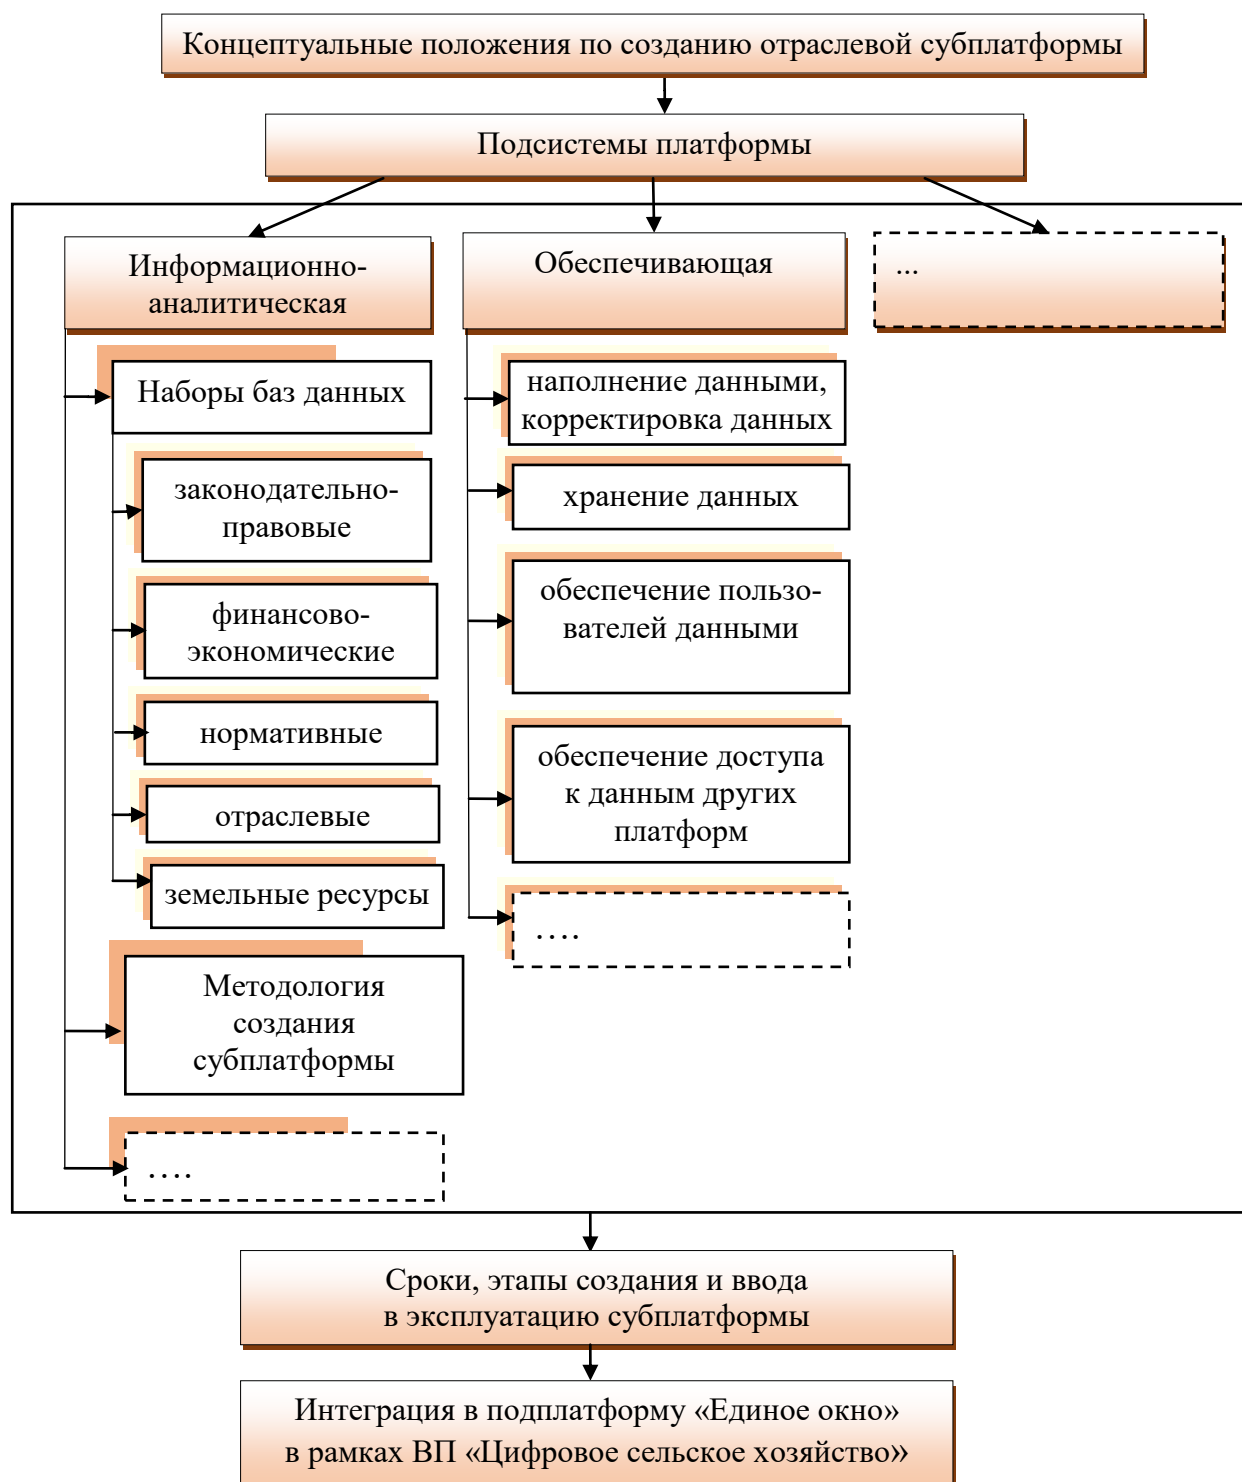 Концептуальные положения по созданию отраслевой субплатформы
Подсистемы платформы
Информационно-
аналитическая
Наборы баз данных
законодательно-
правовые
финансово-
экономические
нормативные
отраслевые
земельные ресурсы
Методология
создания
субплатформы
....
Обеспечивающая
наполнение данными,
корректировка данных
хранение данных
обеспечение пользо-
вателей данными
обеспечение доступа
к данным других
платформ
....
...
Сроки, этапы создания и ввода
в эксплуатацию субплатформы
Интеграция в подплатформу «Единое окно»
в рамках ВП «Цифровое сельское хозяйство»